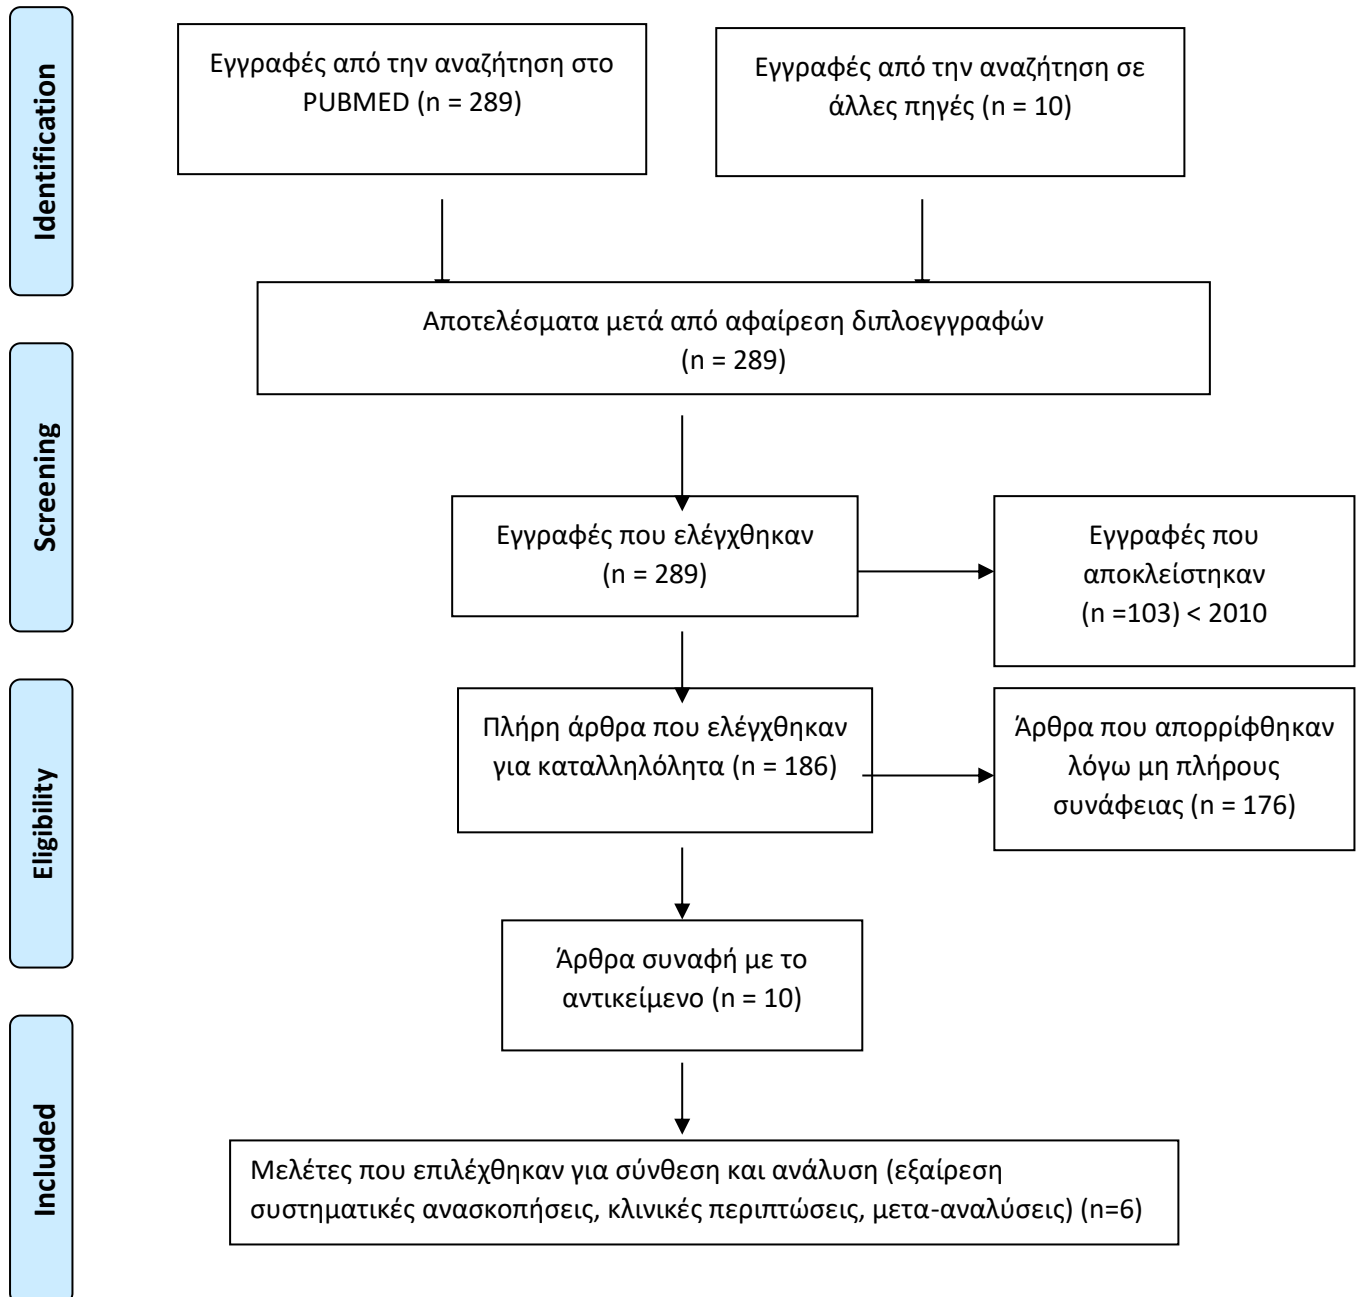 Identification
Εγγραφές από την αναζήτηση στο
PUBMED (n = 289)
Εγγραφές από την αναζήτηση σε
άλλες πηγές (n = 10)
Αποτελέσματα μετά από αφαίρεση διπλοεγγραφών
(n = 289)
Screening
Εγγραφές που ελέγχθηκαν
(n = 289)
Εγγραφές που
αποκλείστηκαν
(n =103) < 2010
Eligibility
Πλήρη άρθρα που ελέγχθηκαν
για καταλληλόλητα (n = 186)
Άρθρα που απορρίφθηκαν
λόγω μη πλήρους
συνάφειας (n = 176)
Άρθρα συναφή με το
αντικείμενο (n = 10)
Included
Μελέτες που επιλέχθηκαν για σύνθεση και ανάλυση (εξαίρεση
συστηματικές ανασκοπήσεις, κλινικές περιπτώσεις, μετα-αναλύσεις) (n=6)